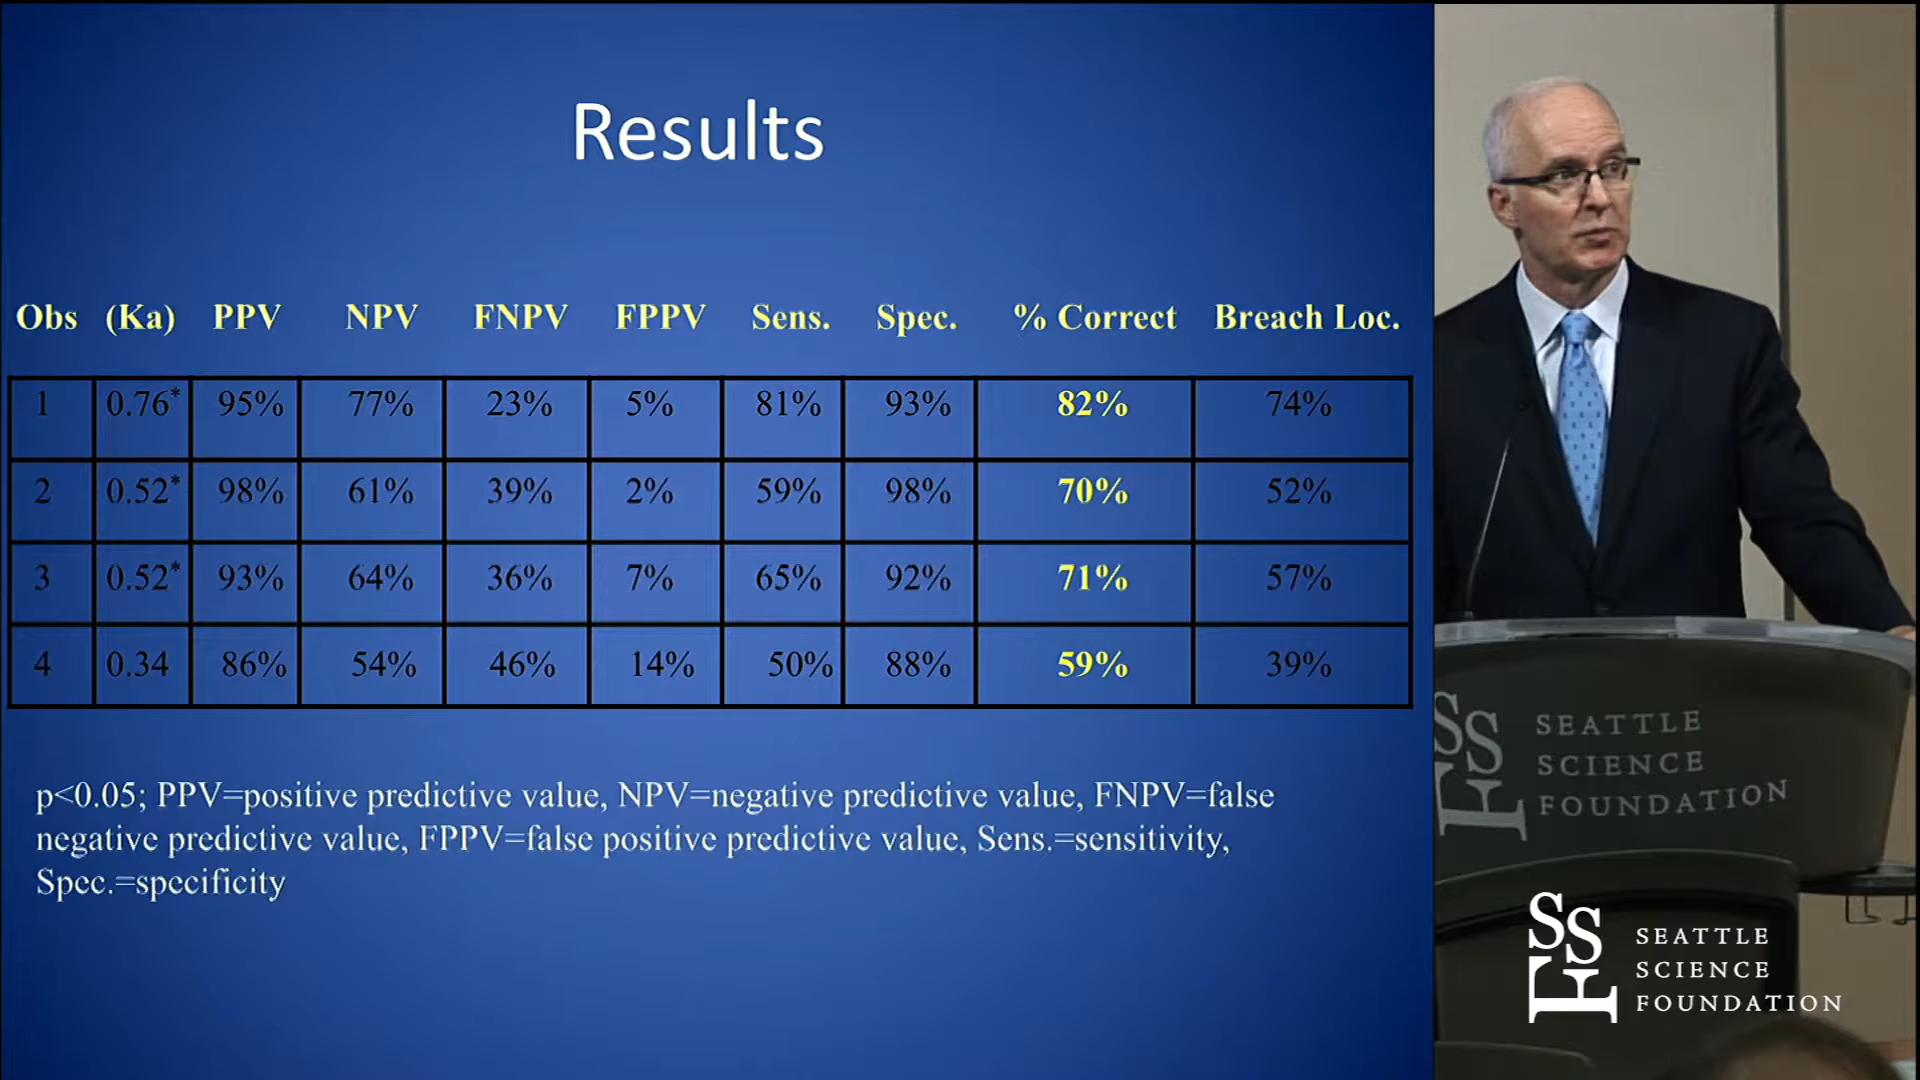 Results
Obs (Ka) PPV NPV FNPV FPPV Sens. Spec. % Correct Breach Loc.
1 0.76* 95% 77% 23% 5% 81% 93% 82% 74%
2 0.52* 98% 61% 39% 2% 59% 98% 70% 52%
3 0.52* 93% 64% 36% 7% 65% 92% 71% 57%
4 0.34 86% 54% 46% 14% 50% 88% 59% 39%
p<0.05; PPV=positive predictive value, NPV=negative predictive value, FNPV=false
negative predictive value, FPPV=false positive predictive value, Sens.=sensitivity,
Spec.=specificity
SSF
SEATTLE
SCIENCE
FOUNDATION
SSF
SEATTLE
SCIENCE
FOUNDATION